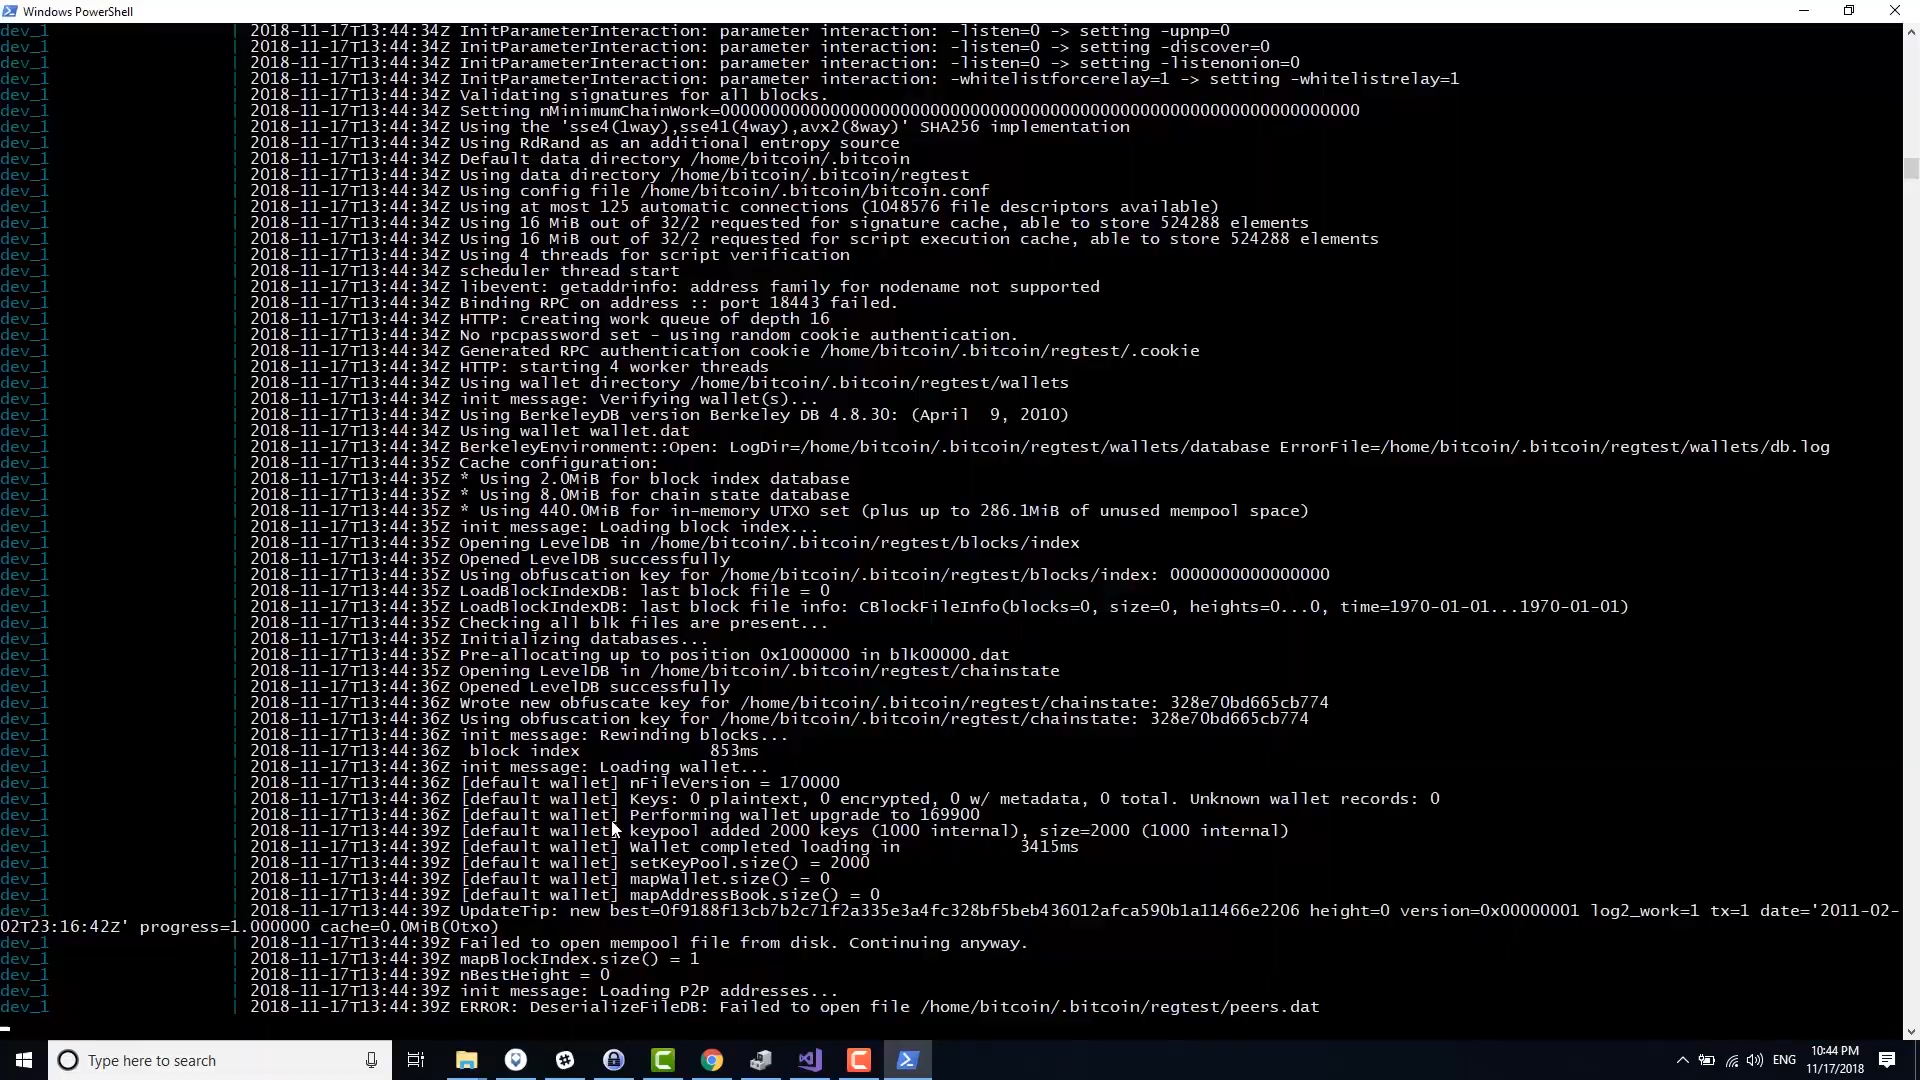 Windows PowerShell
dev_1 | 2018-11-17T13:44:34Z InitParameterInteraction: parameter interaction: -listen=0 -> setting -upnp=0
dev_1 | 2018-11-17T13:44:34Z InitParameterInteraction: parameter interaction: -listen=0 -> setting -discover=0
dev_1 | 2018-11-17T13:44:34Z InitParameterInteraction: parameter interaction: -listen=0 -> setting -listenonion=0
dev_1 | 2018-11-17T13:44:34Z InitParameterInteraction: parameter interaction: -whitelistforcerelay=1 -> setting -whitelistrelay=1
dev_1 | 2018-11-17T13:44:34Z Validating signatures for all blocks.
dev_1 | 2018-11-17T13:44:34Z Setting nMinimumChainWork=0000000000000000000000000000000000000000000000000000000000000000
dev_1 | 2018-11-17T13:44:34Z Using the 'sse4(1way),sse41(4way),avx2(8way)' SHA256 implementation
dev_1 | 2018-11-17T13:44:34Z Using RdRand as an additional entropy source
dev_1 | 2018-11-17T13:44:34Z Default data directory /home/bitcoin/.bitcoin
dev_1 | 2018-11-17T13:44:34Z Using data directory /home/bitcoin/.bitcoin/regtest
dev_1 | 2018-11-17T13:44:34Z Using config file /home/bitcoin/.bitcoin/bitcoin.conf
dev_1 | 2018-11-17T13:44:34Z Using at most 125 automatic connections (1048576 file descriptors available)
dev_1 | 2018-11-17T13:44:34Z Using 16 MiB out of 32/2 requested for signature cache, able to store 524288 elements
dev_1 | 2018-11-17T13:44:34Z Using 16 MiB out of 32/2 requested for script execution cache, able to store 524288 elements
dev_1 | 2018-11-17T13:44:34Z Using 4 threads for script verification
dev_1 | 2018-11-17T13:44:34Z scheduler thread start
dev_1 | 2018-11-17T13:44:34Z libevent: getaddrinfo: address family for nodename not supported
dev_1 | 2018-11-17T13:44:34Z Binding RPC on address :: port 18443 failed.
dev_1 | 2018-11-17T13:44:34Z HTTP: creating work queue of depth 16
dev_1 | 2018-11-17T13:44:34Z No rpcpassword set - using random cookie authentication.
dev_1 | 2018-11-17T13:44:34Z Generated RPC authentication cookie /home/bitcoin/.bitcoin/regtest/.cookie
dev_1 | 2018-11-17T13:44:34Z HTTP: starting 4 worker threads
dev_1 | 2018-11-17T13:44:34Z Using wallet directory /home/bitcoin/.bitcoin/regtest/wallets
dev_1 | 2018-11-17T13:44:34Z init message: Verifying wallet(s)...
dev_1 | 2018-11-17T13:44:34Z Using BerkeleyDB version Berkeley DB 4.8.30: (April  9, 2010)
dev_1 | 2018-11-17T13:44:34Z Using wallet wallet.dat
dev_1 | 2018-11-17T13:44:34Z BerkeleyEnvironment::Open: LogDir=/home/bitcoin/.bitcoin/regtest/wallets/database ErrorFile=/home/bitcoin/.bitcoin/regtest/wallets/db.log
dev_1 | 2018-11-17T13:44:35Z Cache configuration:
dev_1 | 2018-11-17T13:44:35Z * Using 2.0MiB for block index database
dev_1 | 2018-11-17T13:44:35Z * Using 8.0MiB for chain state database
dev_1 | 2018-11-17T13:44:35Z * Using 440.0MiB for in-memory UTXO set (plus up to 286.1MiB of unused mempool space)
dev_1 | 2018-11-17T13:44:35Z init message: Loading block index...
dev_1 | 2018-11-17T13:44:35Z Opening LevelDB in /home/bitcoin/.bitcoin/regtest/blocks/index
dev_1 | 2018-11-17T13:44:35Z Opened LevelDB successfully
dev_1 | 2018-11-17T13:44:35Z Using obfuscation key for /home/bitcoin/.bitcoin/regtest/blocks/index: 0000000000000000
dev_1 | 2018-11-17T13:44:35Z LoadBlockIndexDB: last block file = 0
dev_1 | 2018-11-17T13:44:35Z LoadBlockIndexDB: last block file info: CBlockFileInfo(blocks=0, size=0, heights=0...0, time=1970-01-01...1970-01-01)
dev_1 | 2018-11-17T13:44:35Z Checking all blk files are present...
dev_1 | 2018-11-17T13:44:35Z Initializing databases...
dev_1 | 2018-11-17T13:44:35Z Pre-allocating up to position 0x1000000 in blk00000.dat
dev_1 | 2018-11-17T13:44:35Z Opening LevelDB in /home/bitcoin/.bitcoin/regtest/chainstate
dev_1 | 2018-11-17T13:44:36Z Opened LevelDB successfully
dev_1 | 2018-11-17T13:44:36Z Wrote new obfuscate key for /home/bitcoin/.bitcoin/regtest/chainstate: 328e70bd665cb774
dev_1 | 2018-11-17T13:44:36Z Using obfuscation key for /home/bitcoin/.bitcoin/regtest/chainstate: 328e70bd665cb774
dev_1 | 2018-11-17T13:44:36Z init message: Rewinding blocks...
dev_1 | 2018-11-17T13:44:36Z  block index             853ms
dev_1 | 2018-11-17T13:44:36Z init message: Loading wallet...
dev_1 | 2018-11-17T13:44:36Z [default wallet] nFileVersion = 170000
dev_1 | 2018-11-17T13:44:36Z [default wallet] Keys: 0 plaintext, 0 encrypted, 0 w/ metadata, 0 total. Unknown wallet records: 0
dev_1 | 2018-11-17T13:44:36Z [default wallet] Performing wallet upgrade to 169900
dev_1 | 2018-11-17T13:44:39Z [default wallet] keypool added 2000 keys (1000 internal), size=2000 (1000 internal)
dev_1 | 2018-11-17T13:44:39Z [default wallet] Wallet completed loading in            3415ms
dev_1 | 2018-11-17T13:44:39Z [default wallet] setKeyPool.size() = 2000
dev_1 | 2018-11-17T13:44:39Z [default wallet] mapWallet.size() = 0
dev_1 | 2018-11-17T13:44:39Z [default wallet] mapAddressBook.size() = 0
dev_1 | 2018-11-17T13:44:39Z UpdateTip: new best=0f9188f13cb7b2c71f2a335e3a4fc328bf5beb436012afca590b1a11466e2206 height=0 version=0x00000001 log2_work=1 tx=1 date='2011-02-
02T23:16:42Z' progress=1.000000 cache=0.0MiB(0txo)
dev_1 | 2018-11-17T13:44:39Z Failed to open mempool file from disk. Continuing anyway.
dev_1 | 2018-11-17T13:44:39Z mapBlockIndex.size() = 1
dev_1 | 2018-11-17T13:44:39Z nBestHeight = 0
dev_1 | 2018-11-17T13:44:39Z init message: Loading P2P addresses...
dev_1 | 2018-11-17T13:44:39Z ERROR: DeserializeFileDB: Failed to open file /home/bitcoin/.bitcoin/regtest/peers.dat
Type here to search
ENG
10:44 PM
11/17/2018